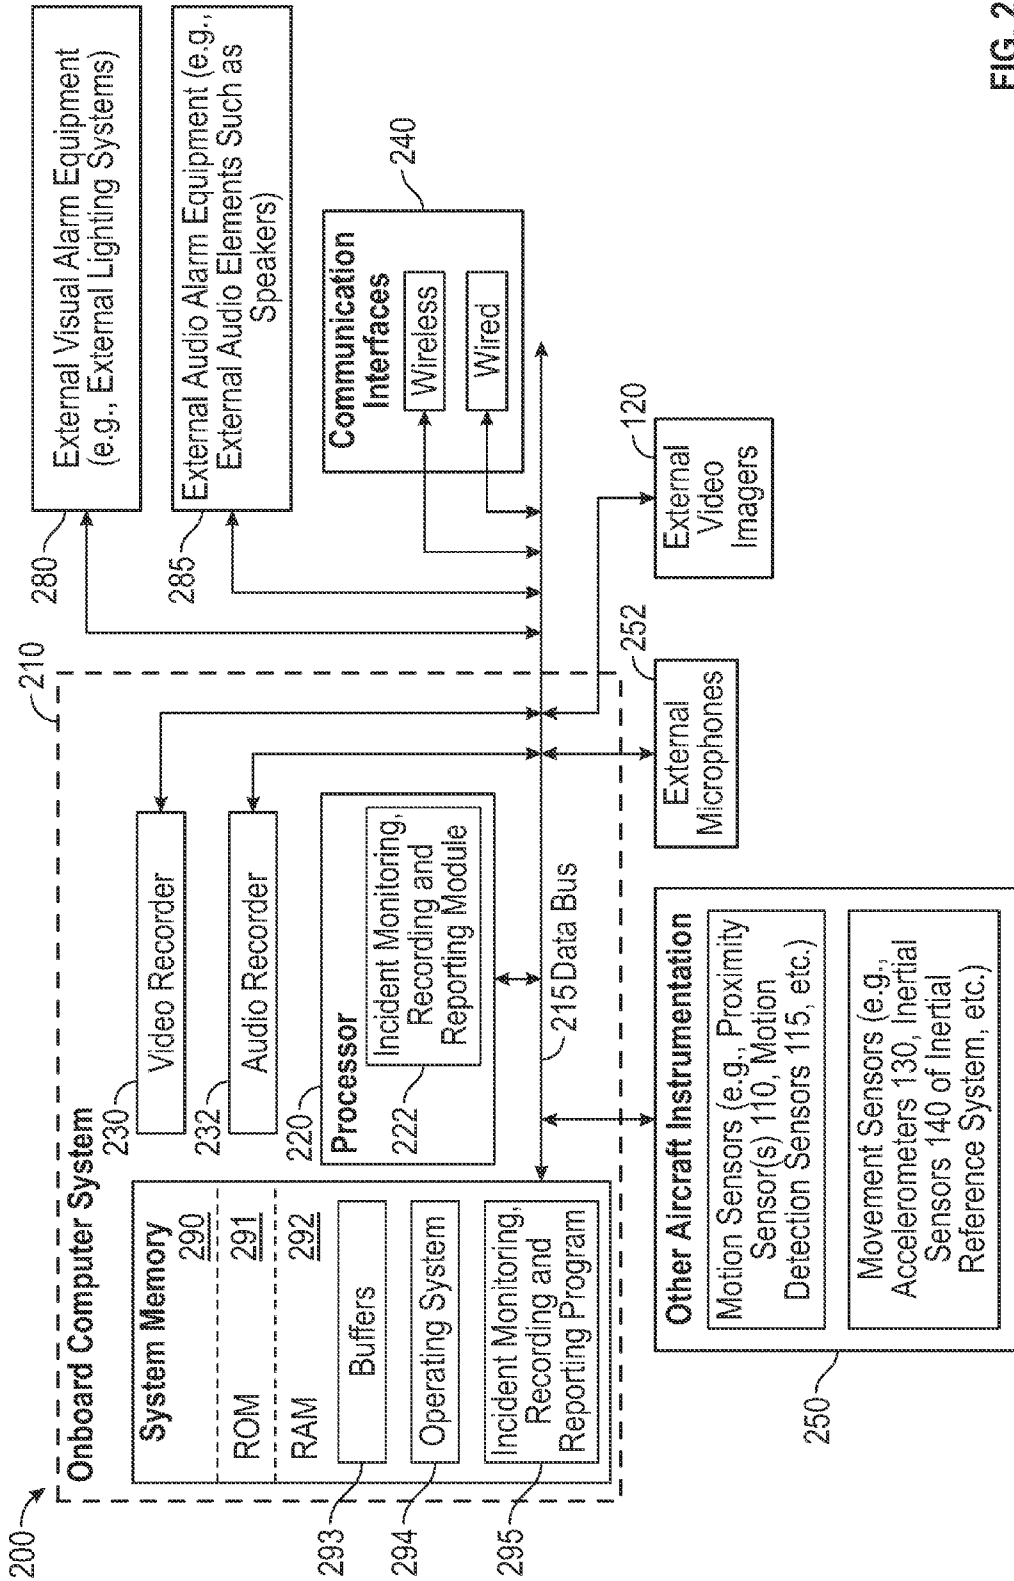 200
210
Onboard Computer System
System Memory
290
ROM
291
RAM
292
293
Buffers
294
Operating System
295
Incident Monitoring,
Recording and
Reporting Program
230
Video Recorder
232
Audio Recorder
220
Processor
222
Incident Monitoring,
Recording and
Reporting Module
215 Data Bus
280
External Visual Alarm Equipment
(e.g., External Lighting Systems)
285
External Audio Alarm Equipment (e.g.,
External Audio Elements Such as
Speakers)
240
Communication
Interfaces
Wireless
Wired
250
Other Aircraft Instrumentation
Motion Sensors (e.g., Proximity
Sensor(s) 110, Motion
Detection Sensors 115, etc.)
Movement Sensors (e.g.,
Accelerometers 130, Inertial
Sensors 140 of Inertial
Reference System, etc.)
252
External
Microphones
120
External
Video
Imagers
FIG. 2